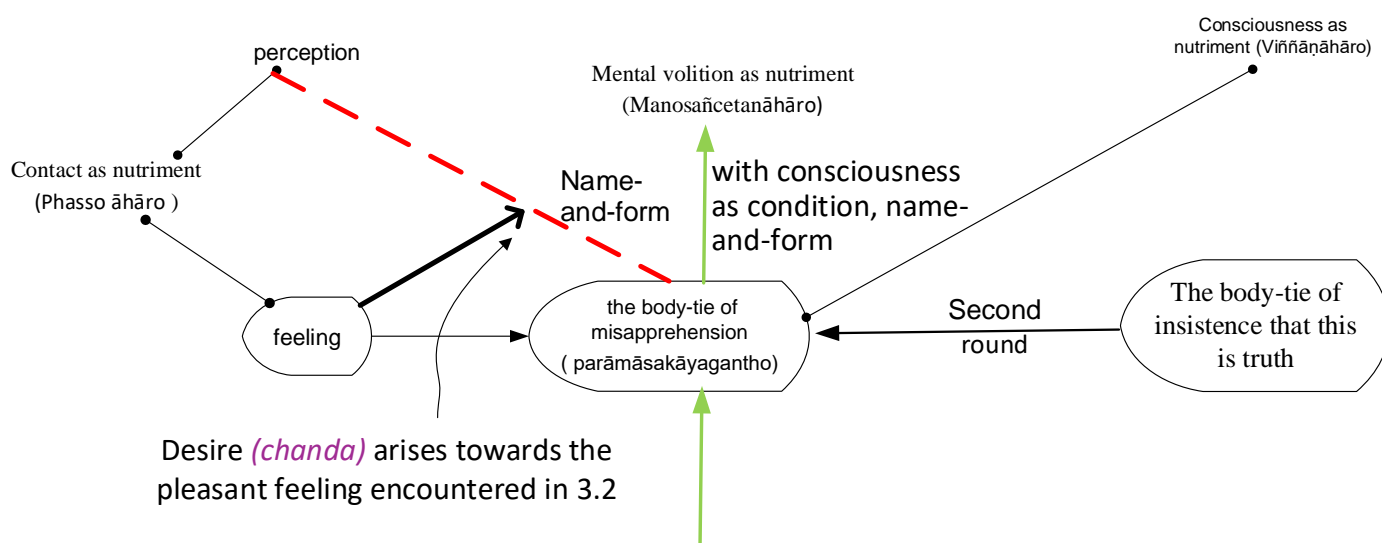 perception
Consciousness as
nutriment (Viññāṇāhāro)
Mental volition as nutriment
(Manosañcetanāhāro)
Contact as nutriment
(Phasso āhāro )
Name-
and-form
with consciousness
as condition, name-
and-form
feeling
the body-tie of
misapprehension
( parāmāsakāyagantho)
Second
round
The body-tie of
insistence that this
is truth
Desire (chanda) arises towards the
pleasant feeling encountered in 3.2